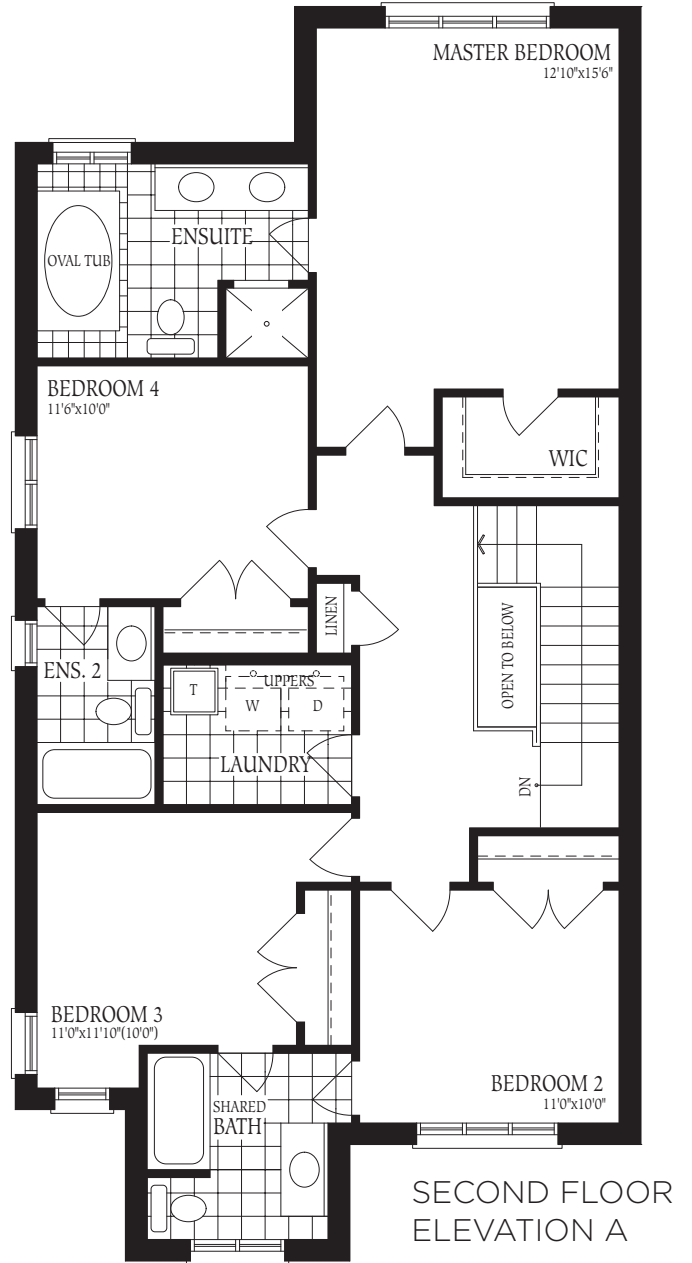 MASTER BEDROOM
12'10"x15'6"
ENSUITE
OVAL TUB
BEDROOM 4
11'6"x10'0"
WIC
LINEN
OPEN TO BELOW
ENS. 2
UPPERS
T
W
D
LAUNDRY
DN
BEDROOM 3
11'0"x11'10"(10'0")
BEDROOM 2
11'0"x10'0"
SHARED
BATH
SECOND FLOOR
ELEVATION A